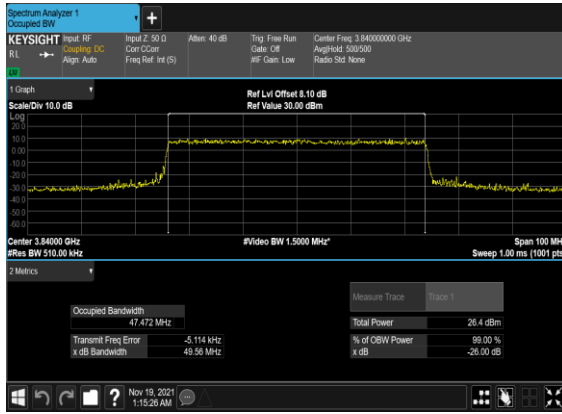 Spectrum Analyzer 1
Occupied BW
+
KEYSIGHT
RL
Input: RF
Coupling: DC
Align: Auto
Input Z: 50 Ω
Corr CCorr
Freq Ref: Int (S)
Atten: 40 dB
Trig: Free Run
Gate: Off
#IF Gain: Low
Center Freq: 3.840000000 GHz
Avg|Hold: 500/500
Radio Std: None
LXI
1 Graph
Scale/Div 10.0 dB
Ref Lvl Offset 8.10 dB
Ref Value 30.00 dBm
Log
20.0
10.0
0.00
-10.0
-20.0
-30.0
-40.0
-50.0
-60.0
Center 3.84000 GHz
#Res BW 510.00 kHz
#Video BW 1.5000 MHz*
Span 100 MH
Sweep 1.00 ms (1001 pts
2 Metrics
Measure Trace Trace 1
Occupied Bandwidth
47.472 MHz
Total Power 26.4 dBm
Transmit Freq Error -5.114 kHz
% of OBW Power 99.00 %
x dB Bandwidth 49.56 MHz
x dB -26.00 dB
?
Nov 19, 2021
1:15:26 AM